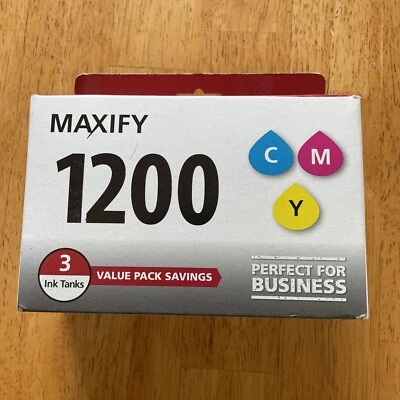 MAXIFY
1200
C
M
Y
3
Ink Tanks
VALUE PACK SAVINGS
PERFECT FOR
BUSINESS